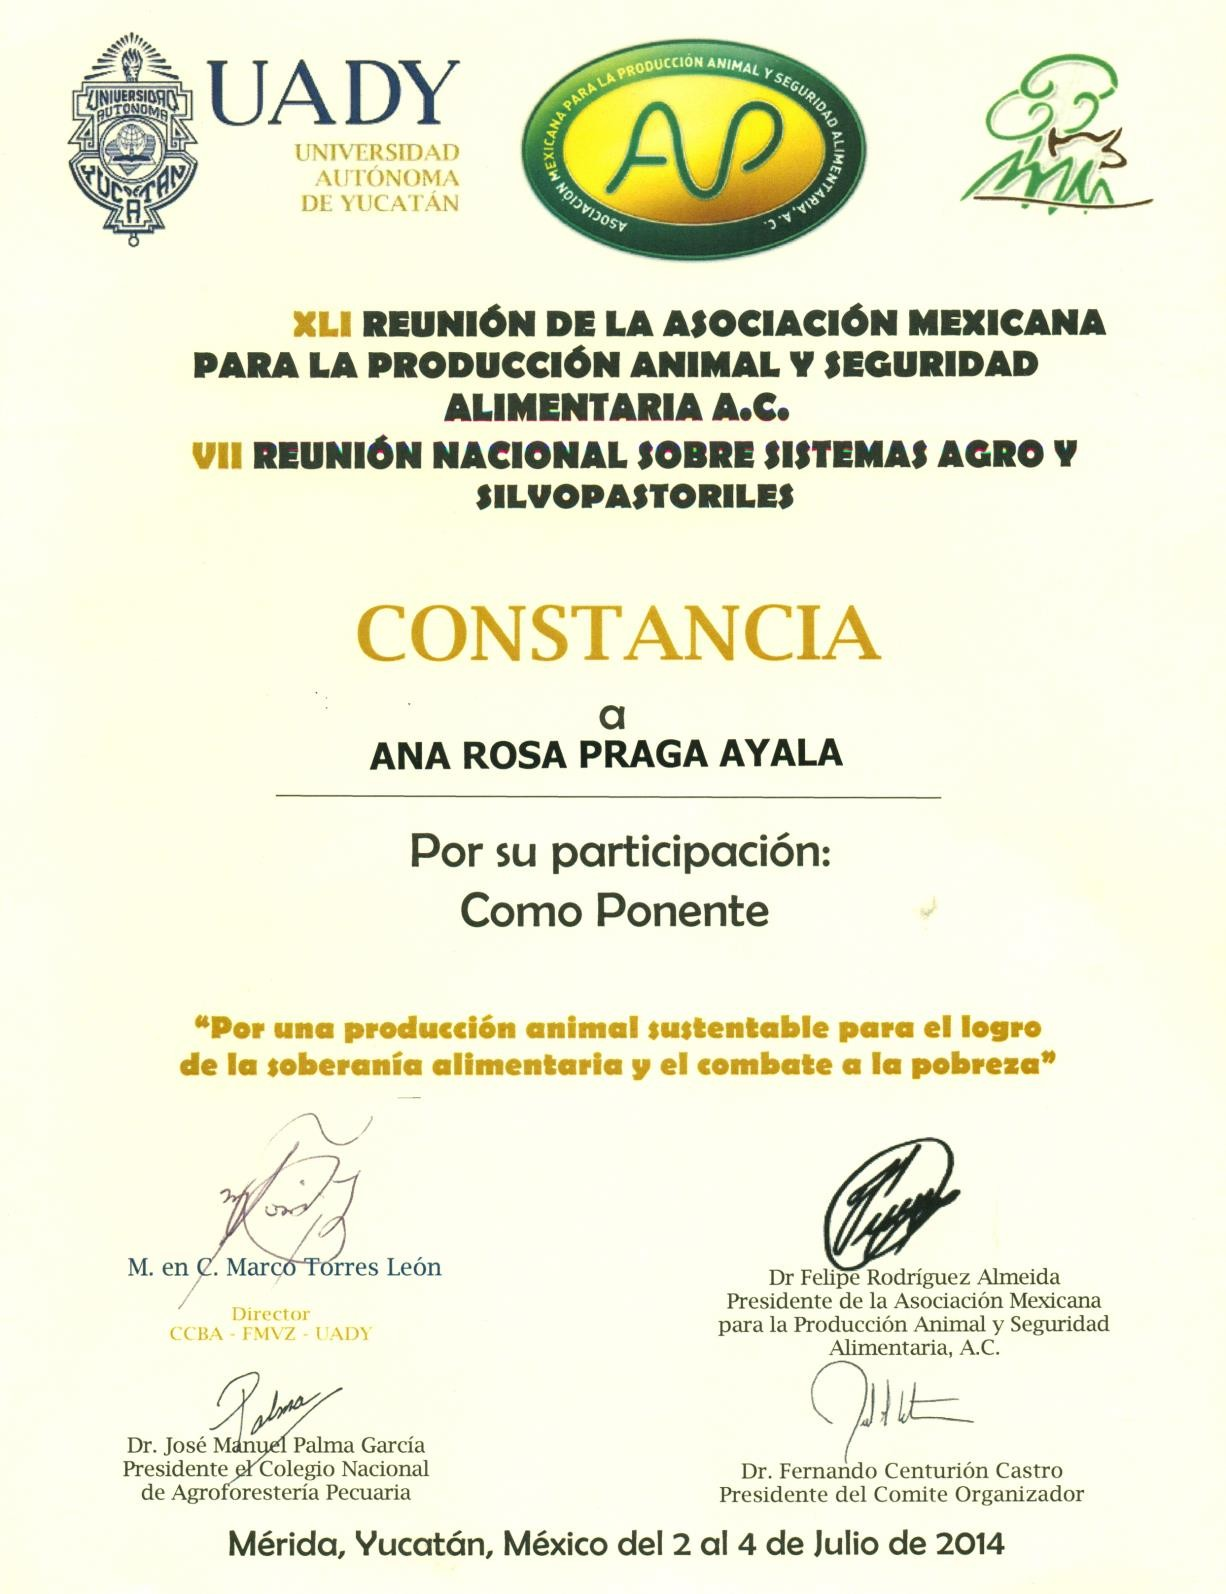 UNIVERSIDAD
AUTÓNOMA
YUCATÁN
UADY
UNIVERSIDAD
AUTÓNOMA
DE YUCATÁN
ASOCIACIÓN MEXICANA PARA LA PRODUCCIÓN ANIMAL Y SEGURIDAD ALIMENTARIA, A. C.
XLI REUNIÓN DE LA ASOCIACIÓN MEXICANA
PARA LA PRODUCCIÓN ANIMAL Y SEGURIDAD
ALIMENTARIA A.C.
VII REUNIÓN NACIONAL SOBRE SISTEMAS AGRO Y
SILVOPASTORILES
CONSTANCIA
a
ANA ROSA PRAGA AYALA
Por su participación:
Como Ponente
“Por una producción animal sustentable para el logro
de la soberanía alimentaria y el combate a la pobreza”
M. en C. Marco Torres León
Director
CCBA - FMVZ - UADY
Dr Felipe Rodríguez Almeida
Presidente de la Asociación Mexicana
para la Producción Animal y Seguridad
Alimentaria, A.C.
Palma
Dr. José Manuel Palma García
Presidente el Colegio Nacional
de Agroforestería Pecuaria
Dr. Fernando Centurión Castro
Presidente del Comite Organizador
Mérida, Yucatán, México del 2 al 4 de Julio de 2014